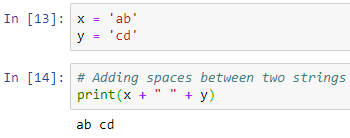 In [13]: x = 'ab'
y = 'cd'
In [14]: # Adding spaces between two strings
print(x + " " + y)
ab cd